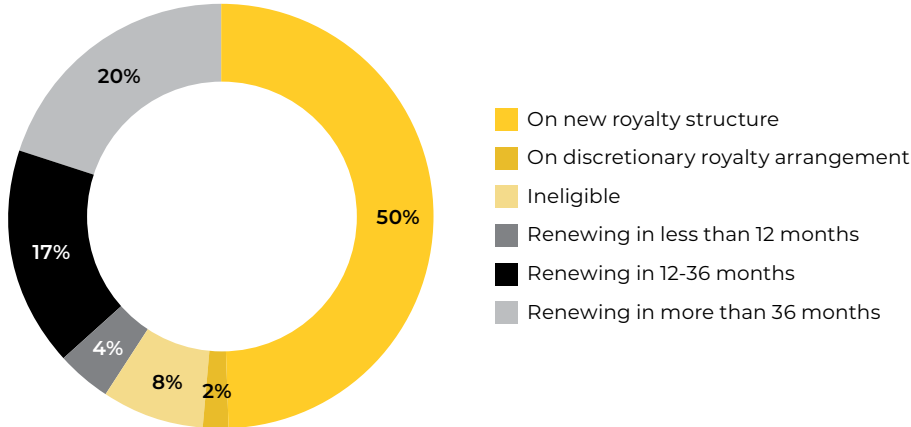 20%
50%
17%
4%
8%
2%
On new royalty structure
On discretionary royalty arrangement
Ineligible
Renewing in less than 12 months
Renewing in 12-36 months
Renewing in more than 36 months